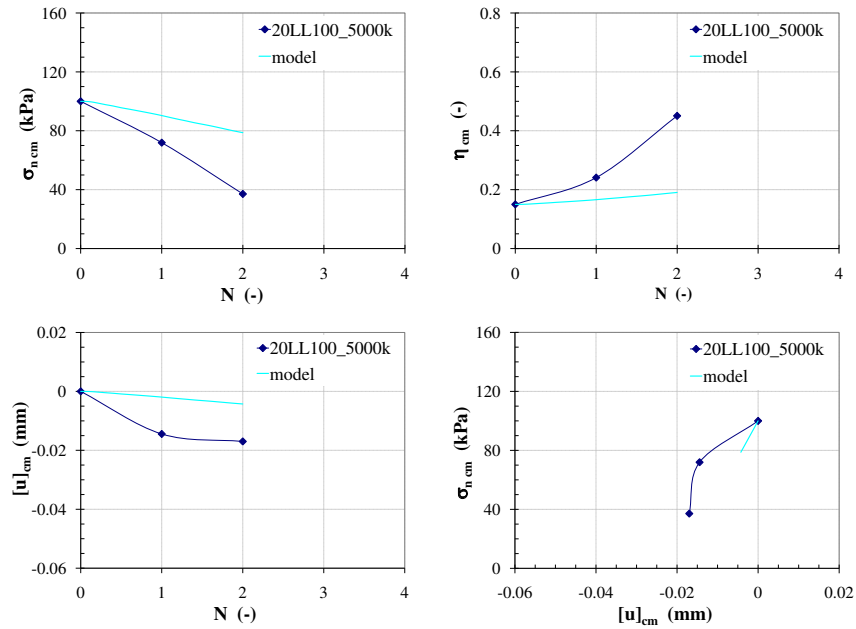 160
120
80
40
0
σn cm (kPa)
20LL100_5000k
model
0 1 2 3 4
N (-)
0.8
0.6
0.4
0.2
0
ηcm (-)
20LL100_5000k
model
0 1 2 3 4
N (-)
0.02
0
-0.02
-0.04
-0.06
[u]cm (mm)
20LL100_5000k
model
0 1 2 3 4
N (-)
160
120
80
40
0
σn cm (kPa)
20LL100_5000k
model
-0.06 -0.04 -0.02 0 0.02
[u]cm (mm)